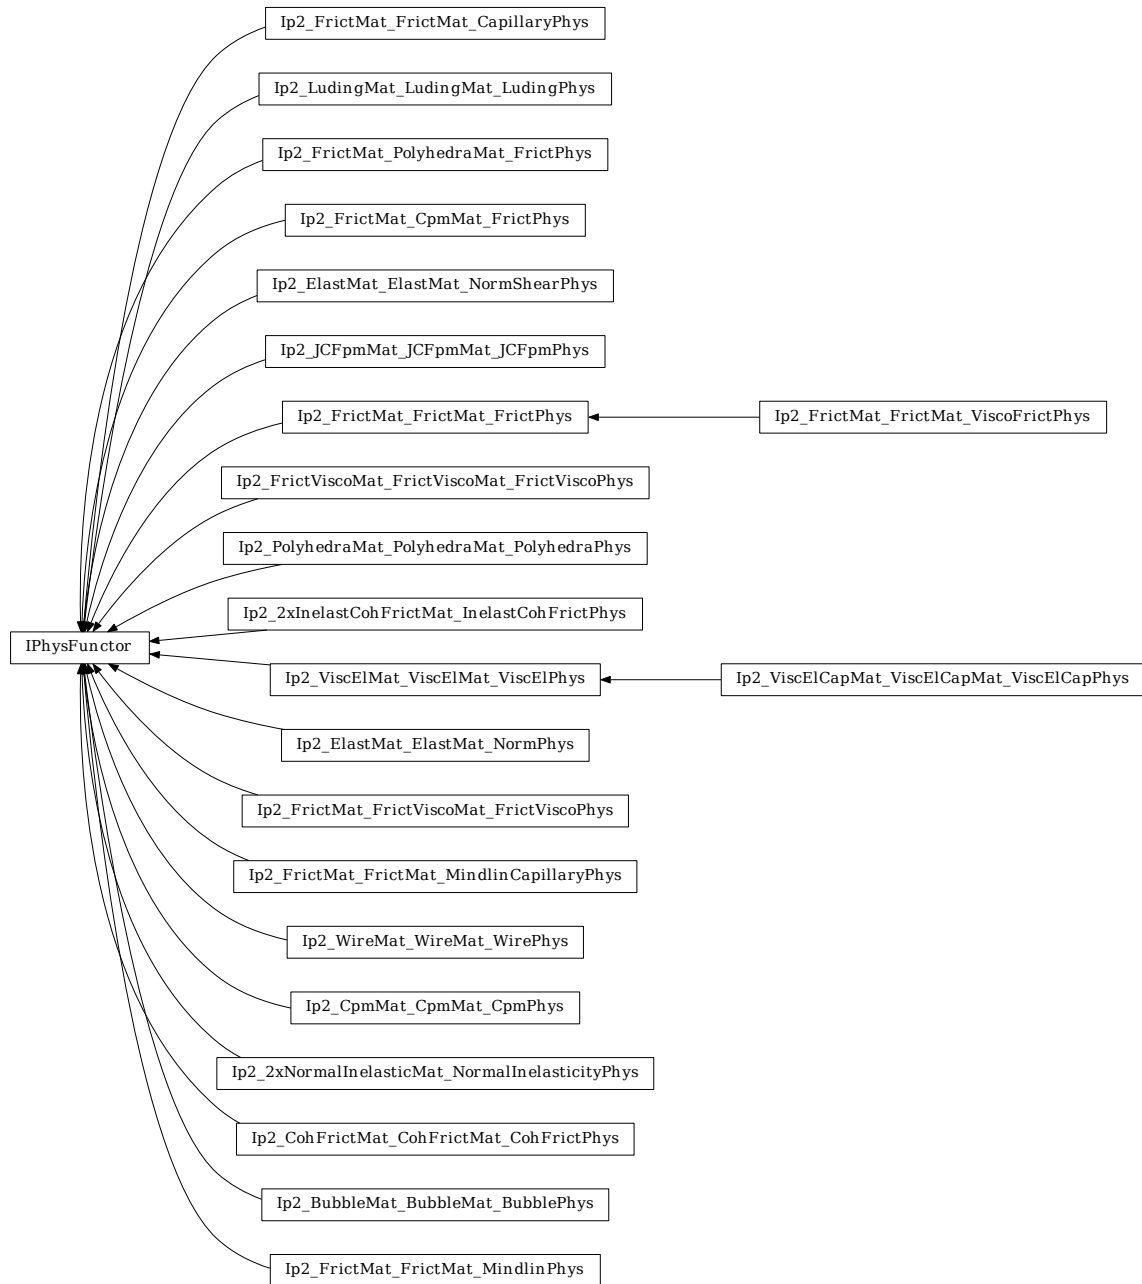 Ip2_FrictMat_FrictMat_CapillaryPhys
Ip2_LudingMat_LudingMat_LudingPhys
Ip2_FrictMat_PolyhedraMat_FrictPhys
Ip2_FrictMat_CpmMat_FrictPhys
Ip2_ElastMat_ElastMat_NormShearPhys
Ip2_JCFpmMat_JCFpmMat_JCFpmPhys
Ip2_FrictMat_FrictMat_FrictPhys
Ip2_FrictMat_FrictMat_ViscoFrictPhys
Ip2_FrictViscoMat_FrictViscoMat_FrictViscoPhys
Ip2_PolyhedraMat_PolyhedraMat_PolyhedraPhys
Ip2_2xInelastCohFrictMat_InelastCohFrictPhys
IPhysFunctor
Ip2_ViscElMat_ViscElMat_ViscElPhys
Ip2_ViscElCapMat_ViscElCapMat_ViscElCapPhys
Ip2_ElastMat_ElastMat_NormPhys
Ip2_FrictMat_FrictViscoMat_FrictViscoPhys
Ip2_FrictMat_FrictMat_MindlinCapillaryPhys
Ip2_WireMat_WireMat_WirePhys
Ip2_CpmMat_CpmMat_CpmPhys
Ip2_2xNormalInelasticMat_NormalInelasticityPhys
Ip2_CohFrictMat_CohFrictMat_CohFrictPhys
Ip2_BubbleMat_BubbleMat_BubblePhys
Ip2_FrictMat_FrictMat_MindlinPhys